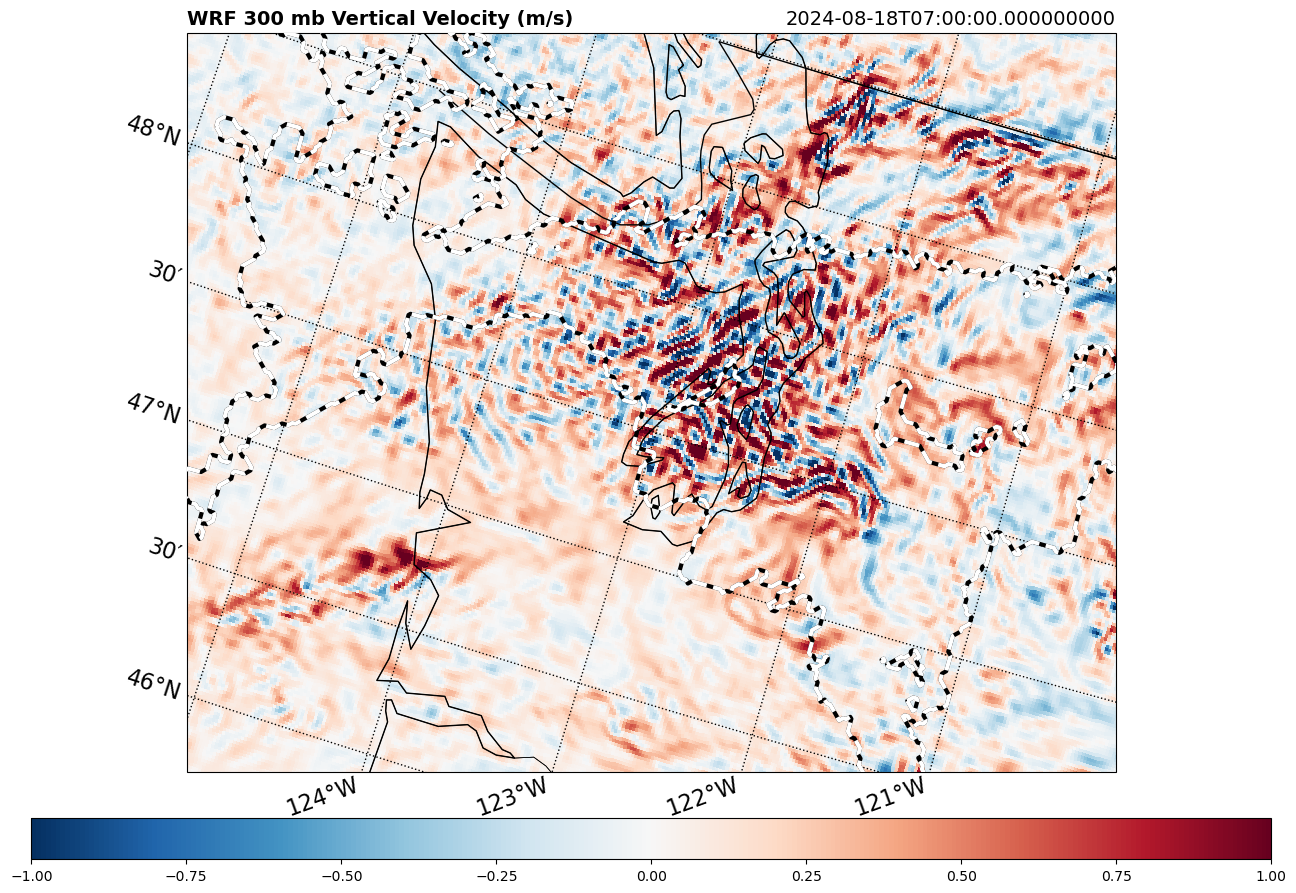 WRF 300 mb Vertical Velocity (m/s)
2024-08-18T07:00:00.000000000
48°N
30′
47°N
30′
46°N
124°W
123°W
122°W
121°W
−1.00
−0.75
−0.50
−0.25
0.00
0.25
0.50
0.75
1.00